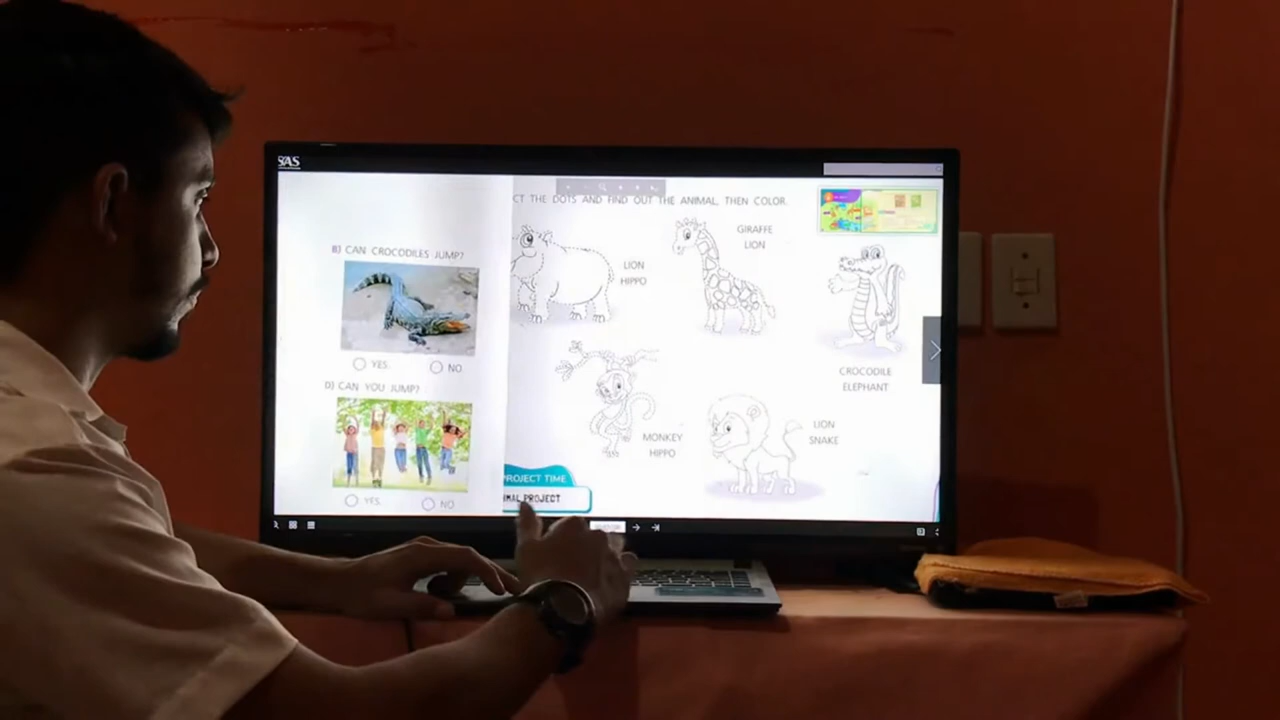 SAS
B) CAN CROCODILES JUMP?
YES
NO
D) CAN YOU JUMP?
YES
NO
CT THE DOTS AND FIND OUT THE ANIMAL, THEN COLOR.
LION
HIPPO
GIRAFFE
LION
CROCODILE
ELEPHANT
MONKEY
HIPPO
LION
SNAKE
PROJECT TIME
IMAL PROJECT